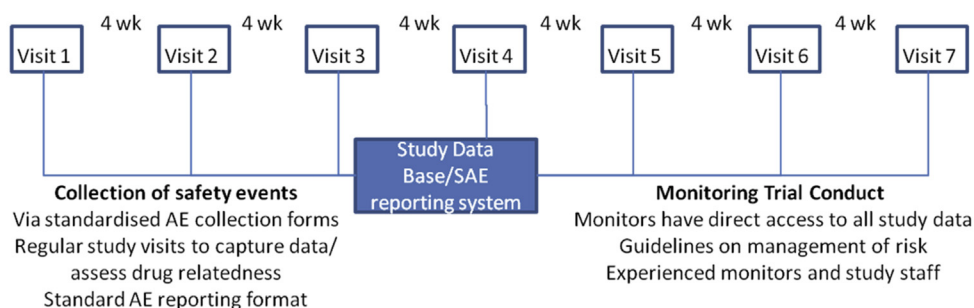 4 wk 4 wk 4 wk 4 wk 4 wk 4 wk
Visit 1 Visit 2 Visit 3 Visit 4 Visit 5 Visit 6 Visit 7
Study Data
Base/SAE
reporting system
Collection of safety events
Via standardised AE collection forms
Regular study visits to capture data/
assess drug relatedness
Standard AE reporting format
Monitoring Trial Conduct
Monitors have direct access to all study data
Guidelines on management of risk
Experienced monitors and study staff